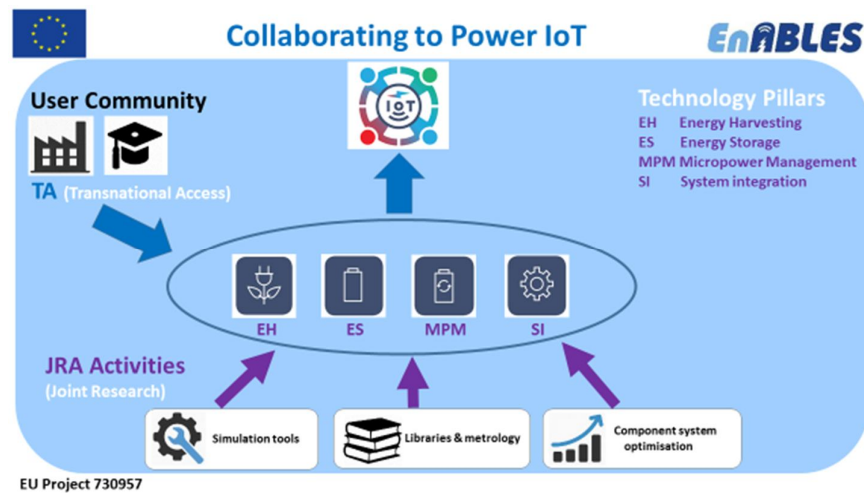 Collaborating to Power IoT
EnABLES
User Community
IoT
Technology Pillars
EH Energy Harvesting
ES Energy Storage
MPM Micropower Management
SI System integration
TA (Transnational Access)
EH
ES
MPM
SI
JRA Activities
(Joint Research)
Simulation tools
Libraries & metrology
Component system
optimisation
EU Project 730957